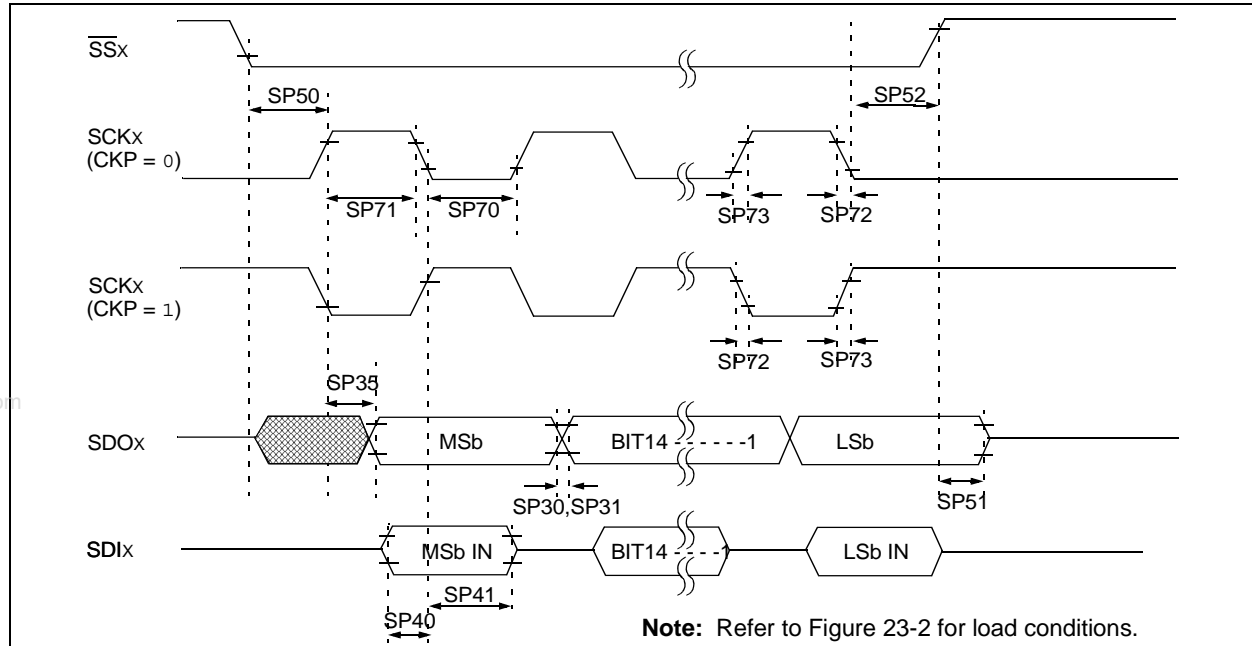 SSX
SP50
SP52
SCKX
(CKP = 0)
SP71
SP70
SP73
SP72
SCKX
(CKP = 1)
SP72
SP73
SP35
om
SDOX
MSb
BIT14 - - - - - -1
LSb
SP30,SP31
SP51
SDIX
MSb IN
BIT14 - - - - -1
LSb IN
SP41
SP40
Note: Refer to Figure 23-2 for load conditions.